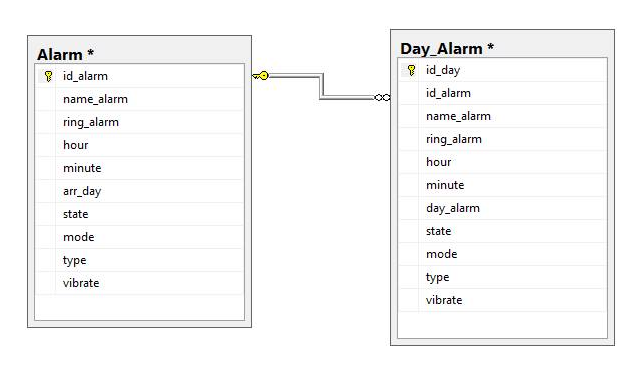 Alarm *
id_alarm
name_alarm
ring_alarm
hour
minute
arr_day
state
mode
type
vibrate
Day_Alarm *
id_day
id_alarm
name_alarm
ring_alarm
hour
minute
day_alarm
state
mode
type
vibrate